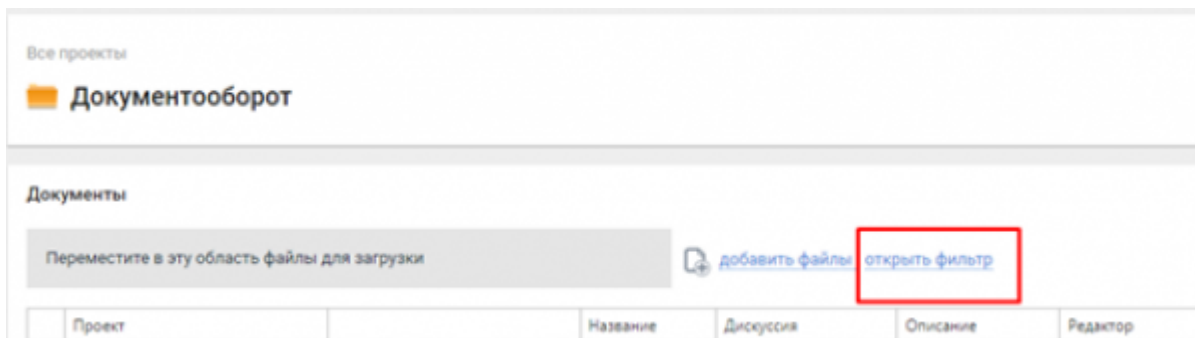 Все проекты
Документооборот
Документы
Переместите в эту область файлы для загрузки добавить файлы открыть фильтр
Проект Название Дискуссия Описание Редактор